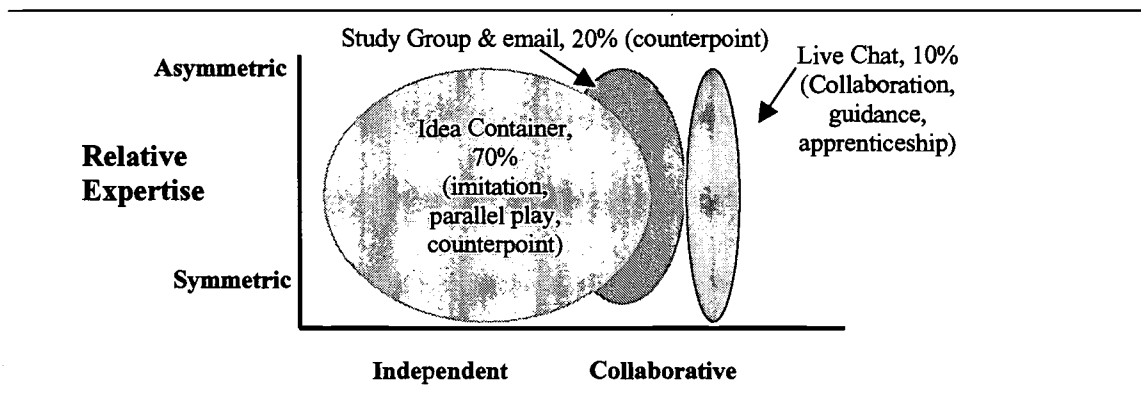 Study Group & email, 20% (counterpoint)
Live Chat, 10%
(Collaboration,
guidance,
apprenticeship)
Asymmetric
Idea Container,
70%
(imitation,
parallel play,
counterpoint)
Relative
Expertise
Symmetric
Independent
Collaborative